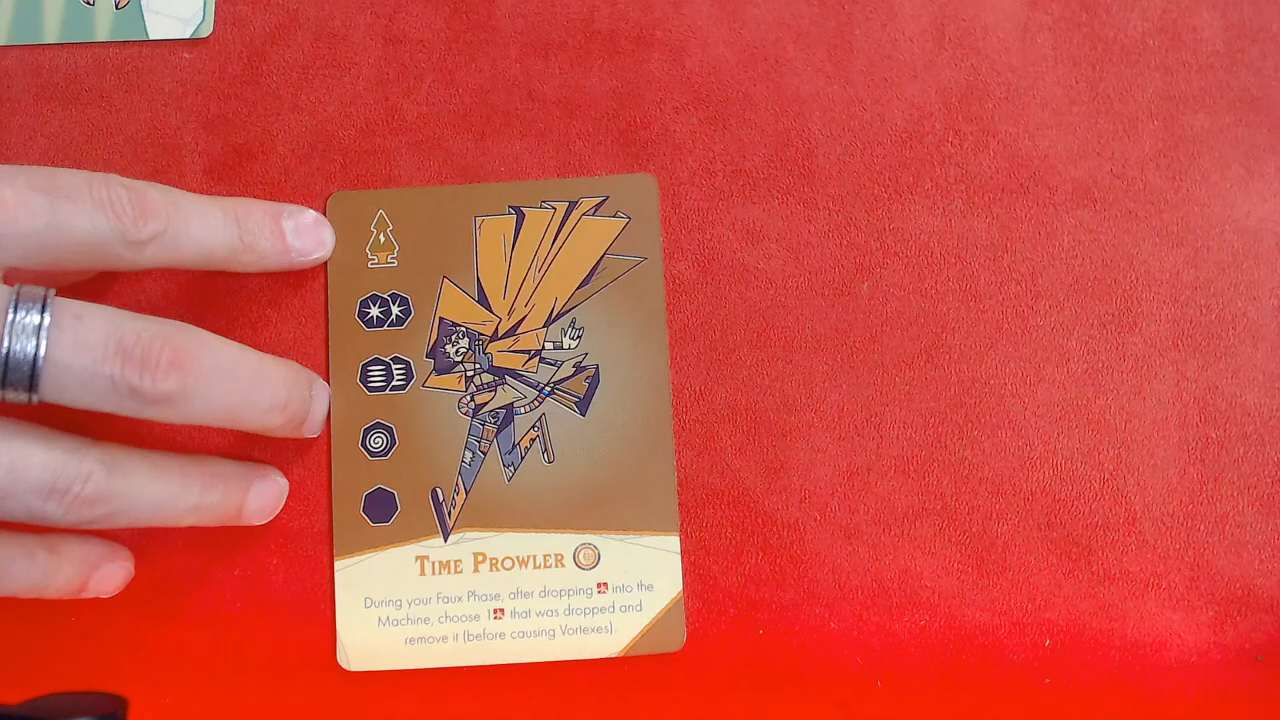 TIME PROWLER
During your Faux Phase, after dropping into the
Machine, choose 1 that was dropped and
remove it (before causing Vortexes).